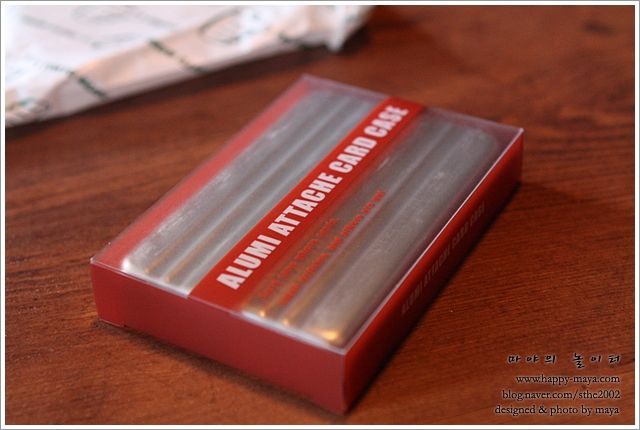 ALUMI ATTACHE CARD CASE
ALUMI ATTACHE CARD CASE
마야의 놀이터
www.happy-maya.com
blog.naver.com/sthe2002
designed & photo by maya